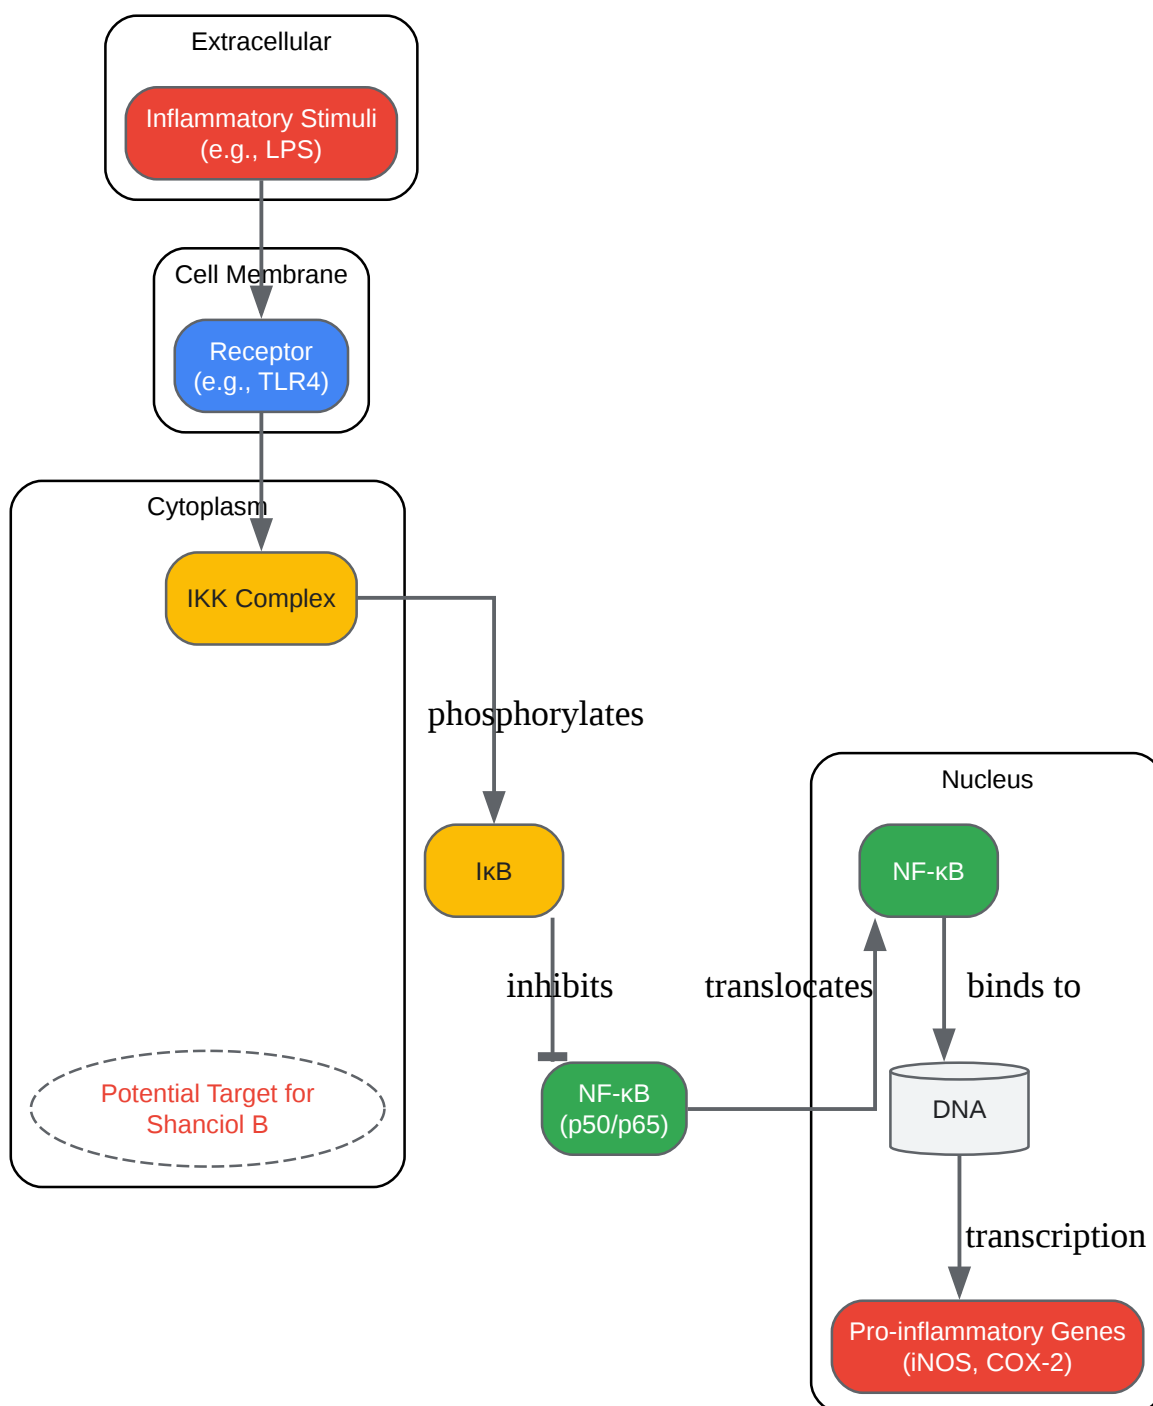 Extracellular
Inflammatory Stimuli
(e.g., LPS)
Cell Membrane
Receptor
(e.g., TLR4)
Cytoplasm
IKK Complex
phosphorylates
Nucleus
IκB
NF-κB
inhibits
translocates
binds to
Potential Target for
Shanciol B
NF-κB
(p50/p65)
DNA
transcription
Pro-inflammatory Genes
(iNOS, COX-2)